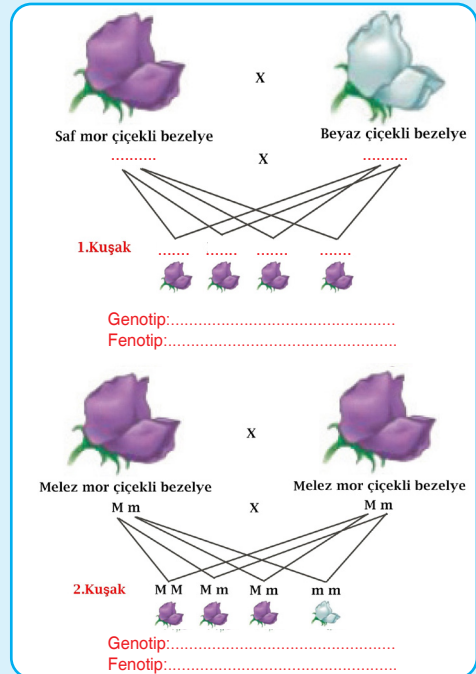 X
Saf mor çiçekli bezelye Beyaz çiçekli bezelye
.......... X ..........
1.Kuşak ....... ....... ....... .......
Genotip:..............................................
Fenotip:..............................................
X
Melez mor çiçekli bezelye Melez mor çiçekli bezelye
M m X M m
2.Kuşak M M M m M m m m
Genotip:..............................................
Fenotip:..............................................